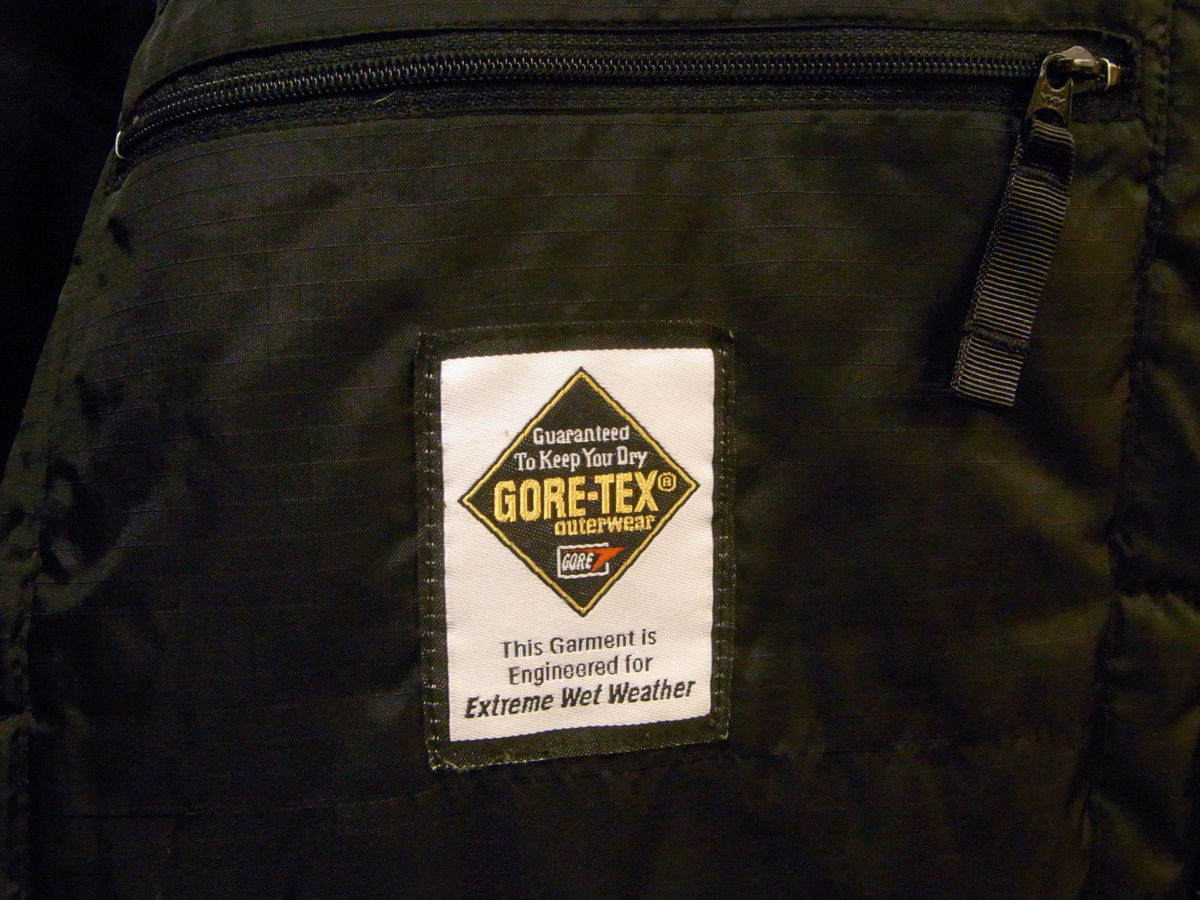 Guaranteed
To Keep You Dry
GORE-TEX®
outerwear
GORE
This Garment is
Engineered for
Extreme Wet Weather